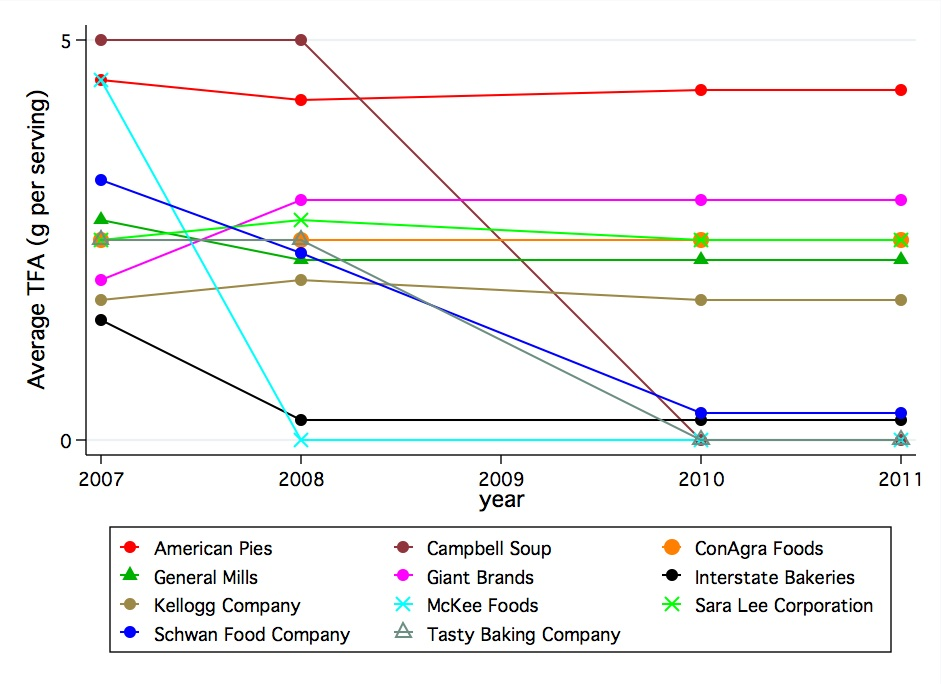 5
Average TFA (g per serving)
0
2007 2008 2009 2010 2011
year
American Pies Campbell Soup ConAgra Foods
General Mills Giant Brands Interstate Bakeries
Kellogg Company McKee Foods Sara Lee Corporation
Schwan Food Company Tasty Baking Company